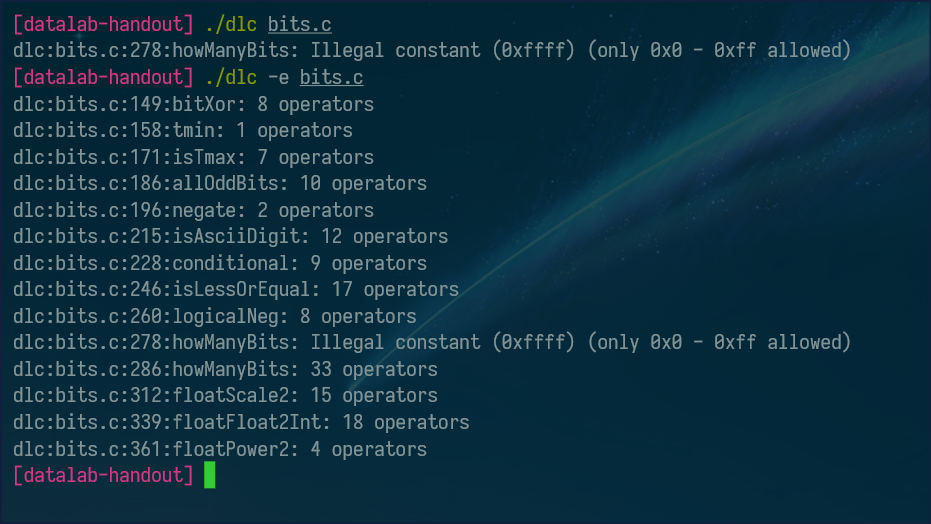 [datalab-handout] ./dlc bits.c
dlc:bits.c:278:howManyBits: Illegal constant (0xffff) (only 0x0 - 0xff allowed)
[datalab-handout] ./dlc -e bits.c
dlc:bits.c:149:bitXor: 8 operators
dlc:bits.c:158:tmin: 1 operators
dlc:bits.c:171:isTmax: 7 operators
dlc:bits.c:186:allOddBits: 10 operators
dlc:bits.c:196:negate: 2 operators
dlc:bits.c:215:isAsciiDigit: 12 operators
dlc:bits.c:228:conditional: 9 operators
dlc:bits.c:246:isLessOrEqual: 17 operators
dlc:bits.c:260:logicalNeg: 8 operators
dlc:bits.c:278:howManyBits: Illegal constant (0xffff) (only 0x0 - 0xff allowed)
dlc:bits.c:286:howManyBits: 33 operators
dlc:bits.c:312:floatScale2: 15 operators
dlc:bits.c:339:floatFloat2Int: 18 operators
dlc:bits.c:361:floatPower2: 4 operators
[datalab-handout]